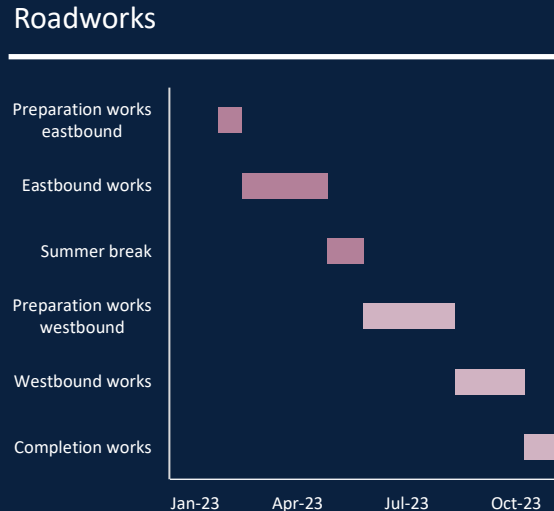 Roadworks
Preparation works
eastbound
Eastbound works
Summer break
Preparation works
westbound
Westbound works
Completion works
Jan-23 Apr-23 Jul-23 Oct-23